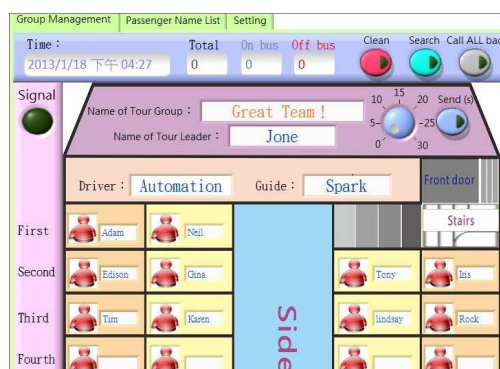 Group Management Passenger Name List Setting
Time： Total On bus Off bus Clean Search Call ALL bac
2013/1/18 下午 04:27 0 0 0
Signal
Name of Tour Group： Great Team！ 10 15 20 Send (s)
5 25
Name of Tour Leader： Jone 0 30
Driver： Automation Guide： Spark Front door
First Adam Neil Stairs
Second Edison Gina Tony Iris
Third Tim Karen lindsay Rock
Fourth
Side